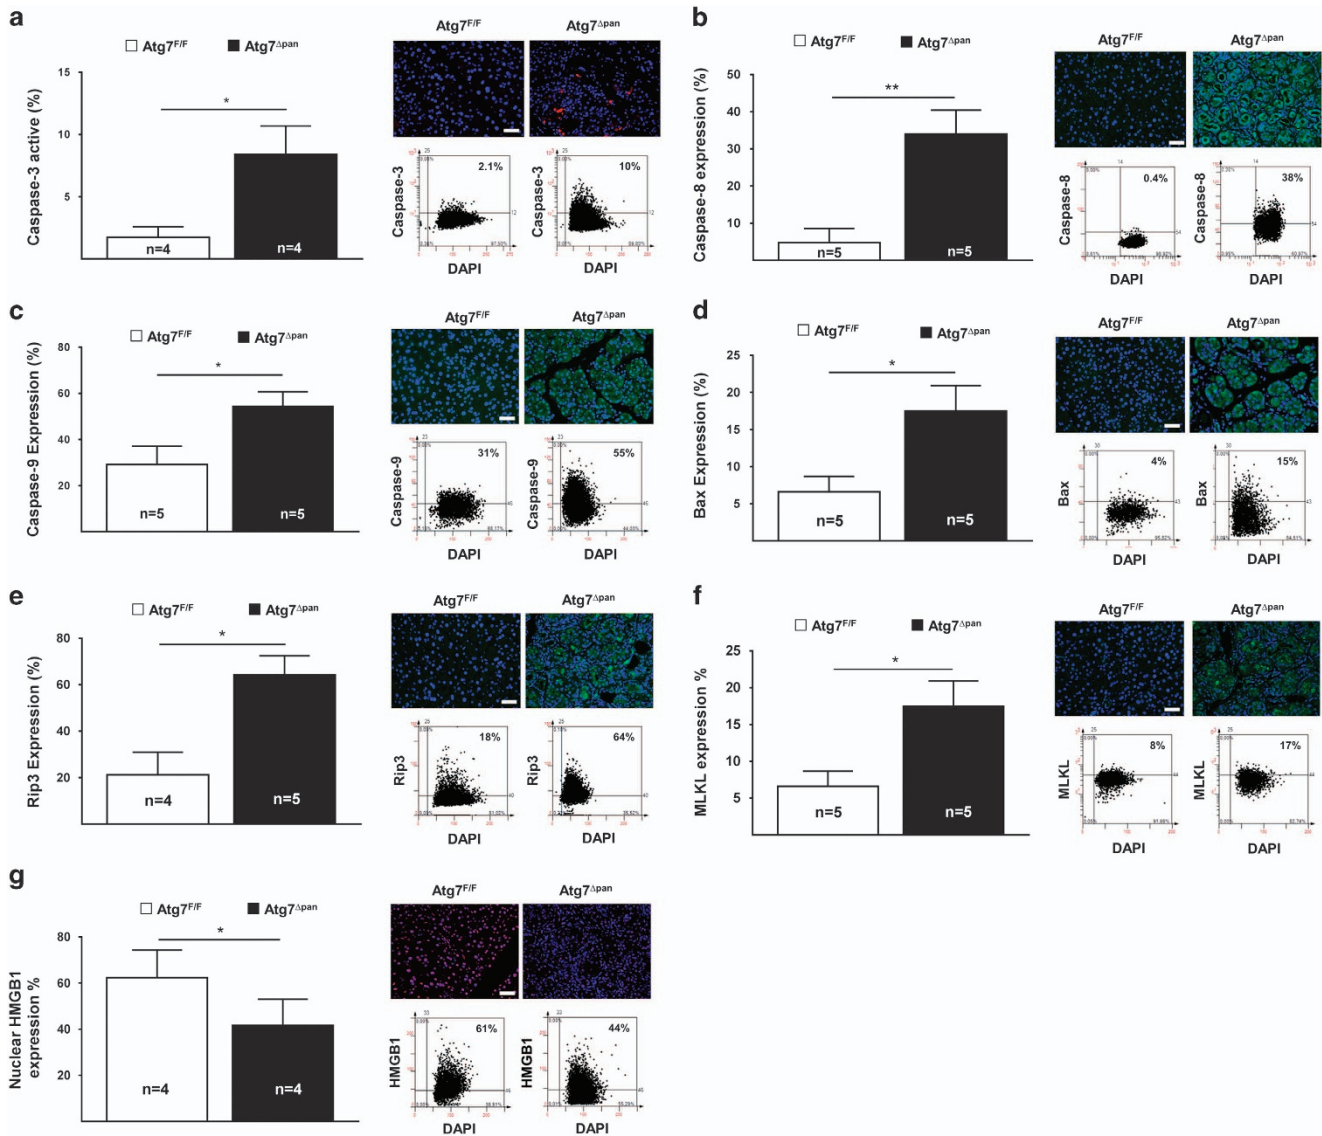 a
Atg7F/F Atg7Δpan
Caspase-3 active (%)
15
10
5
*
n=4 n=4
Atg7F/F Atg7Δpan
Caspase-3 2.1%
DAPI
Caspase-3 10%
DAPI
b
Atg7F/F Atg7Δpan
Caspase-8 expression (%)
50
40
30
20
10
**
n=5 n=5
Atg7F/F Atg7Δpan
Caspase-8 0.4%
DAPI
Caspase-8 38%
DAPI
c
Atg7F/F Atg7Δpan
Caspase-9 Expression (%)
80
60
40
20
*
n=5 n=5
Atg7F/F Atg7Δpan
Caspase-9 31%
DAPI
Caspase-9 55%
DAPI
d
Atg7F/F Atg7Δpan
Bax Expression (%)
25
20
15
10
5
*
n=5 n=5
Atg7F/F Atg7Δpan
Bax 4%
DAPI
Bax 15%
DAPI
e
Atg7F/F Atg7Δpan
Rip3 Expression (%)
80
60
40
20
*
n=4 n=5
Atg7F/F Atg7Δpan
Rip3 18%
DAPI
Rip3 64%
DAPI
f
Atg7F/F Atg7Δpan
MLKL expression %
25
20
15
10
5
*
n=5 n=5
Atg7F/F Atg7Δpan
MLKL 8%
DAPI
MLKL 17%
DAPI
g
Atg7F/F Atg7Δpan
Nuclear HMGB1
expression %
80
60
40
20
*
n=4 n=4
Atg7F/F Atg7Δpan
HMGB1 61%
DAPI
HMGB1 44%
DAPI